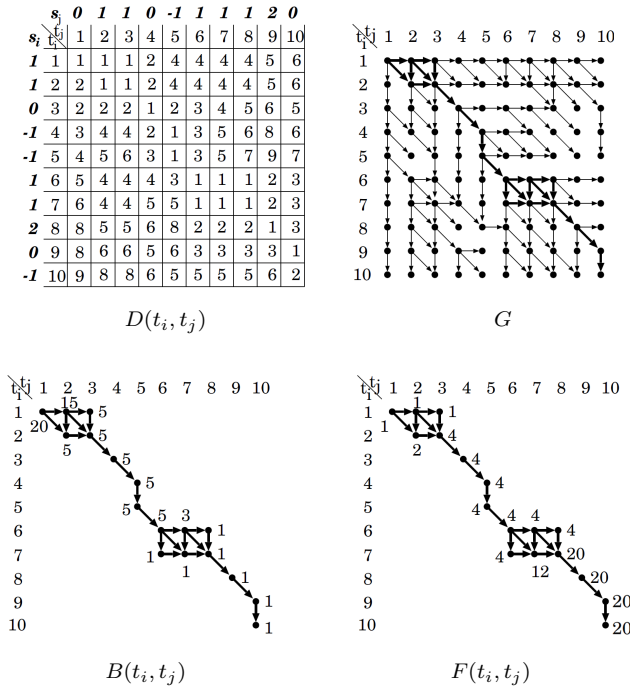 s_j 0 1 1 0 -1 1 1 1 2 0
s_i t_i t_j 1 2 3 4 5 6 7 8 9 10
1 1 1 1 1 2 4 4 4 4 5 6
1 2 2 1 1 2 4 4 4 4 5 6
0 3 2 2 2 1 2 3 4 5 6 5
-1 4 3 4 4 2 1 3 5 6 8 6
-1 5 4 5 6 3 1 3 5 7 9 7
1 6 5 4 4 4 3 1 1 1 2 3
1 7 6 4 4 5 5 1 1 1 2 3
2 8 8 5 5 6 8 2 2 2 1 3
0 9 8 6 6 5 6 3 3 3 3 1
-1 10 9 8 8 6 5 5 5 5 6 2
D(t_i, t_j)
t_i t_j 1 2 3 4 5 6 7 8 9 10
1
2
3
4
5
6
7
8
9
10
G
t_i t_j 1 2 3 4 5 6 7 8 9 10
15
1 5
20
2 5
3 5
4 5
5 5 5 3
6 1
7 1 1
1
8 1
9 1
10 1
B(t_i, t_j)
t_i t_j 1 2 3 4 5 6 7 8 9 10
1
1 1
1
2 2 4
3 4
4 4
5 4 4 4
6 4
7 4 20
12
8 20
9 20
10 20
F(t_i, t_j)